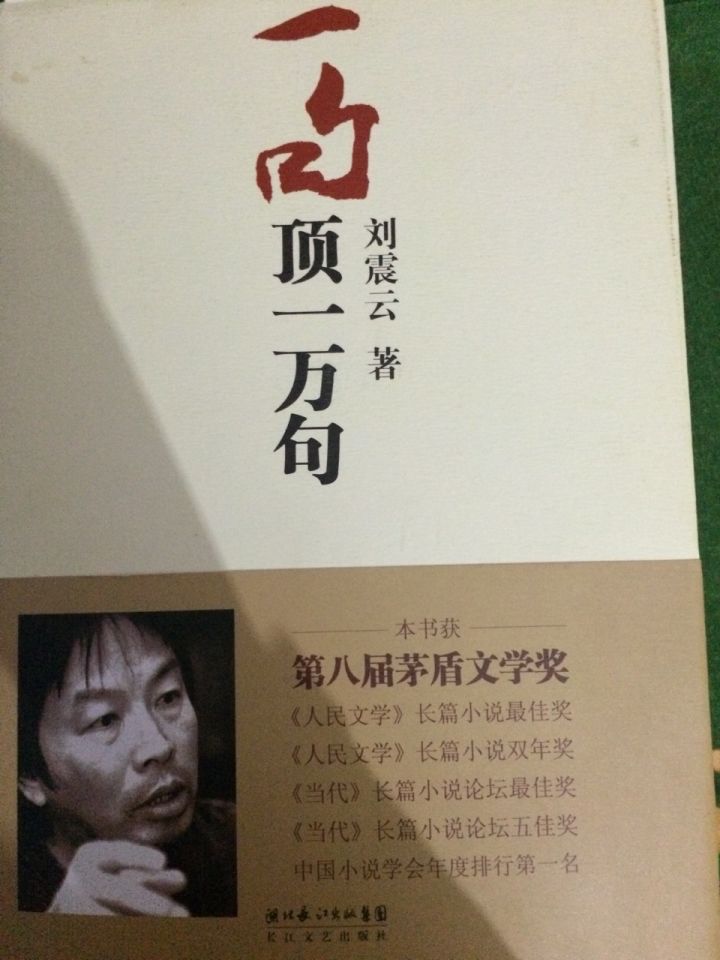 一句
顶一万句
刘震云 著
本书获
第八届茅盾文学奖
《人民文学》长篇小说最佳奖
《人民文学》长篇小说双年奖
《当代》长篇小说论坛最佳奖
《当代》长篇小说论坛五佳奖
中国小说学会年度排行第一名
湖北长江出版集团
长江文艺出版社